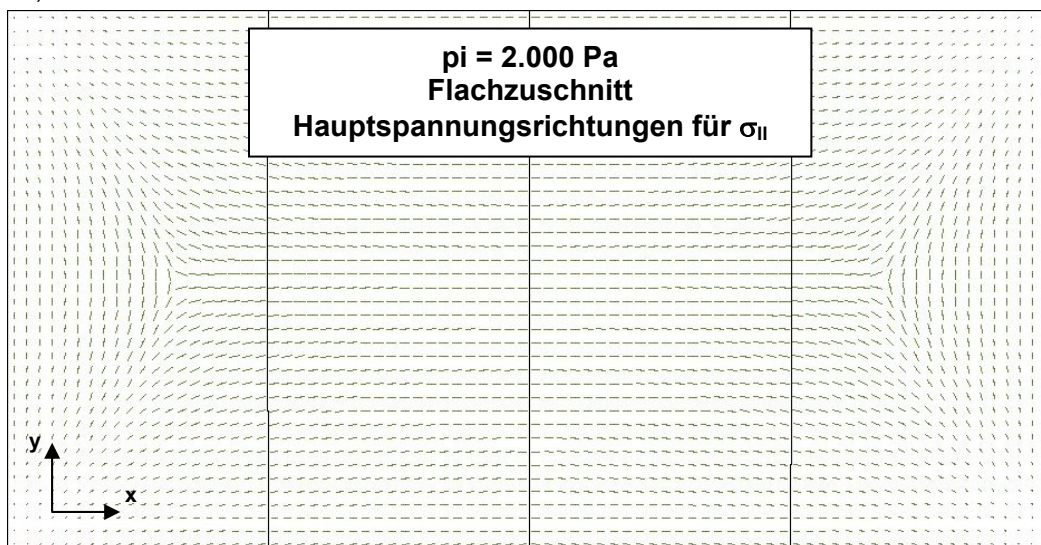 pi = 2.000 Pa
Flachzuschnitt
Hauptspannungsrichtungen für σII
y
x